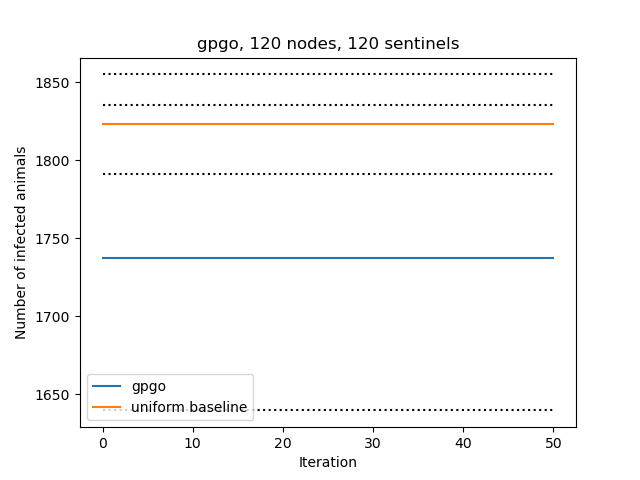 gpgo, 120 nodes, 120 sentinels
Number of infected animals
1850
1800
1750
1700
1650
gpgo
uniform baseline
0 10 20 30 40 50
Iteration